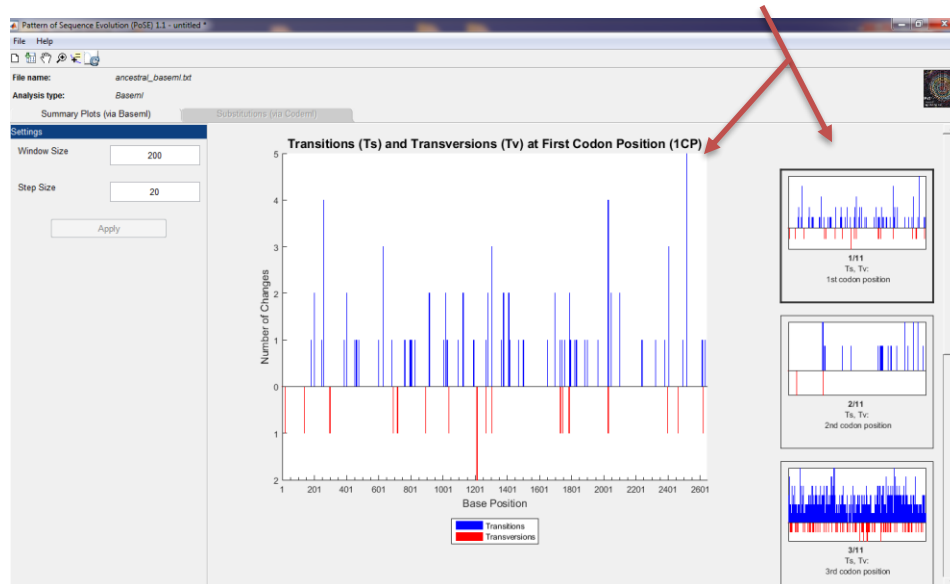 Pattern of Sequence Evolution (PoSE) 1.1 - untitled *
File Help
File name: ancestral_baseml.txt
Analysis type: Baseml
Summary Plots (via Baseml) Substitutions (via Codeml)
Settings
Window Size 200
Step Size 20
Apply
Transitions (Ts) and Transversions (Tv) at First Codon Position (1CP)
Number of Changes
5
4
3
2
1
0
1
2
1 201 401 601 801 1001 1201 1401 1601 1801 2001 2201 2401 2601
Base Position
Transitions
Transversions
1/11
Ts, Tv:
1st codon position
2/11
Ts, Tv:
2nd codon position
3/11
Ts, Tv:
3rd codon position